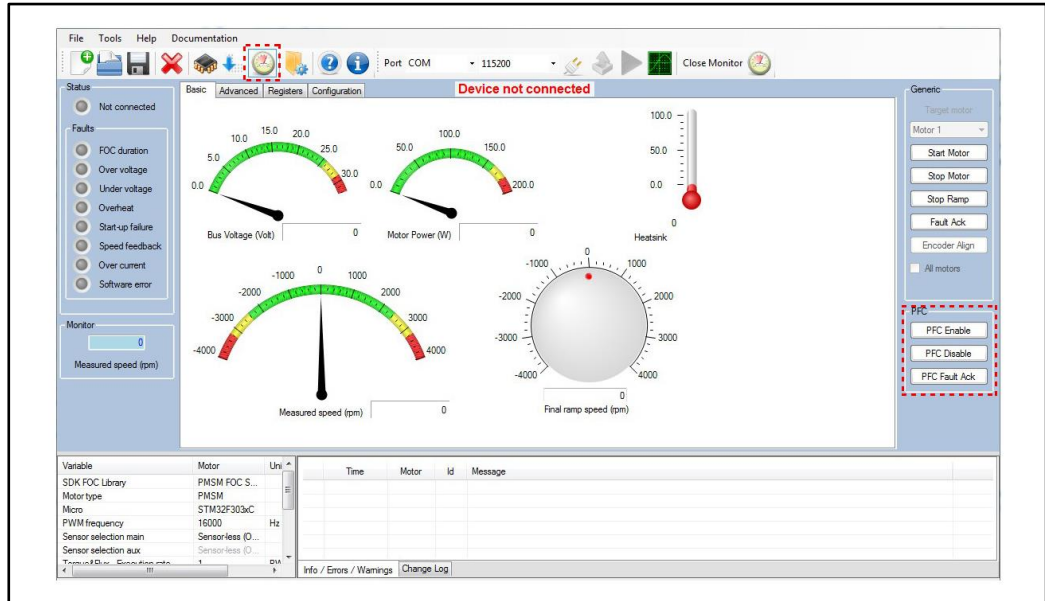 File Tools Help Documentation
Port COM 115200 Close Monitor
Status
Not connected
Faults
FOC duration
Over voltage
Under voltage
Overheat
Start-up failure
Speed feedback
Over current
Software error
Monitor
0
Measured speed (rpm)
Basic Advanced Registers Configuration
Device not connected
0.0 5.0 10.0 15.0 20.0 25.0 30.0
Bus Voltage (Volt) 0
0.0 50.0 100.0 150.0 200.0
Motor Power (W) 0
100.0
50.0
0.0
0
Heatsink
-4000 -3000 -2000 -1000 0 1000 2000 3000 4000
Measured speed (rpm) 0
-4000 -3000 -2000 -1000 0 1000 2000 3000 4000
0
Final ramp speed (rpm)
Generic
Target motor
Motor 1
Start Motor
Stop Motor
Stop Ramp
Fault Ack
Encoder Align
All motors
PFC
PFC Enable
PFC Disable
PFC Fault Ack
Variable Motor Uni
SDK FOC Library PMSM FOC S...
Motor type PMSM
Micro STM32F303xC
PWM frequency 16000 Hz
Sensor selection main Sensor-less (O...
Sensor selection aux Sensor-less (O...
Time Motor Id Message
Info / Errors / Warnings Change Log